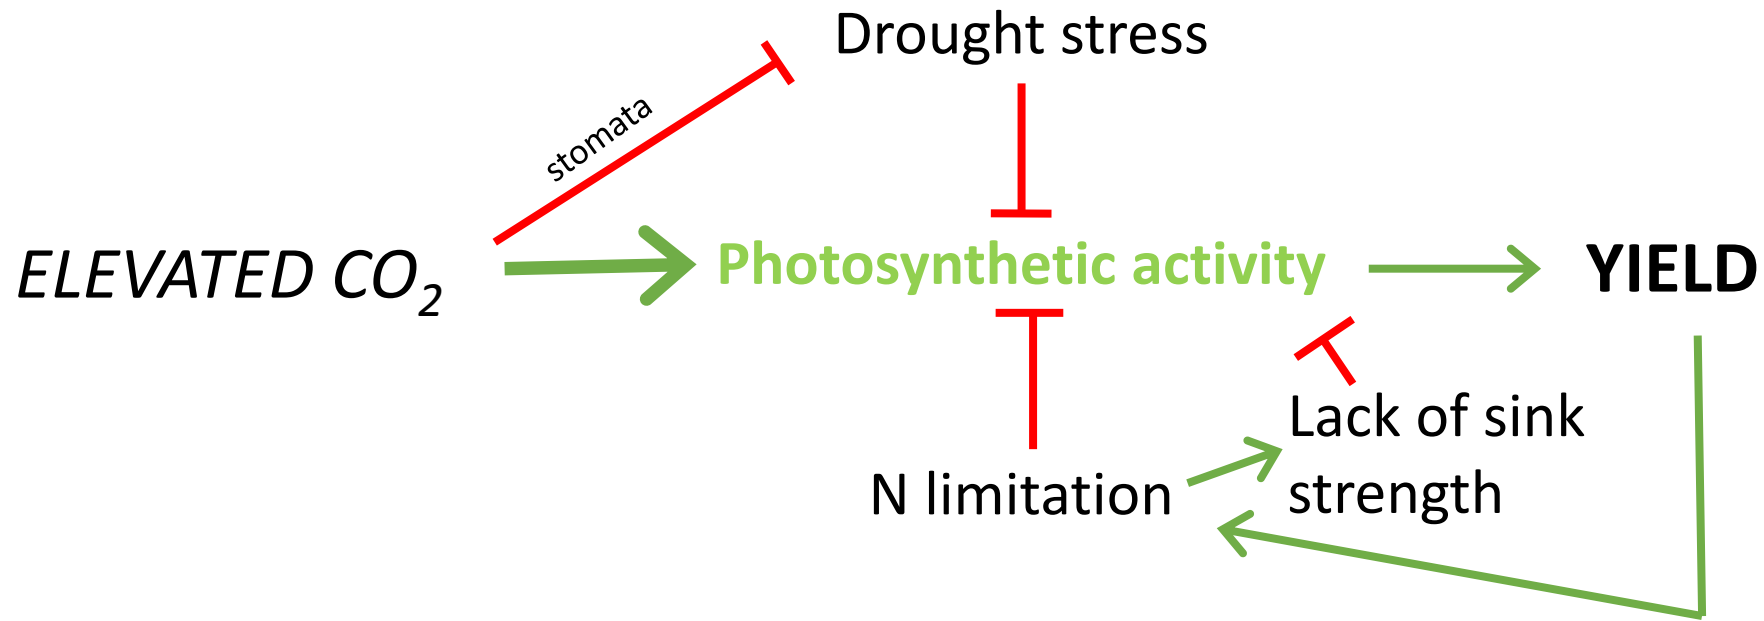 Drought stress
stomata
ELEVATED CO₂
Photosynthetic activity
YIELD
Lack of sink
strength
N limitation